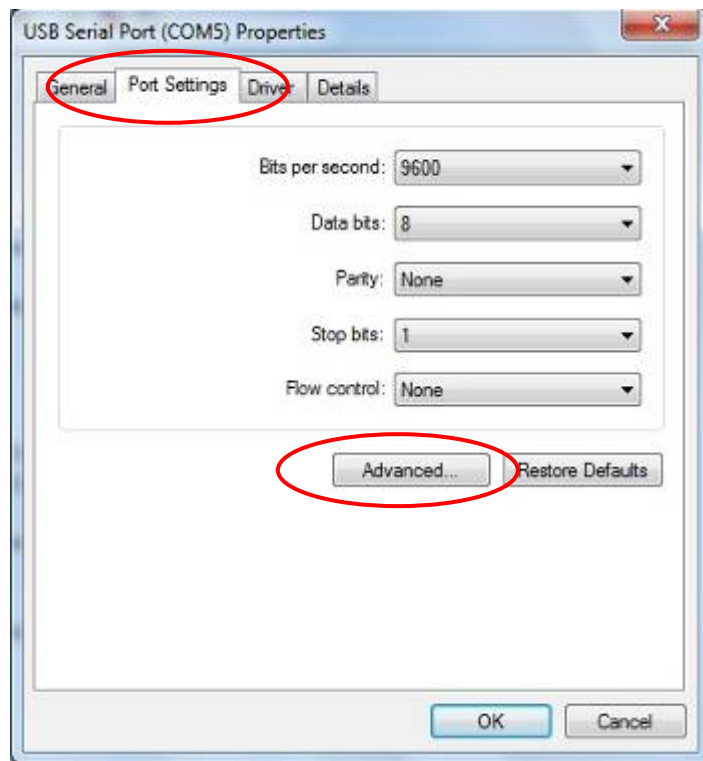 USB Serial Port (COM5) Properties
General Port Settings Driver Details
Bits per second: 9600
Data bits: 8
Parity: None
Stop bits: 1
Flow control: None
Advanced... Restore Defaults
OK Cancel